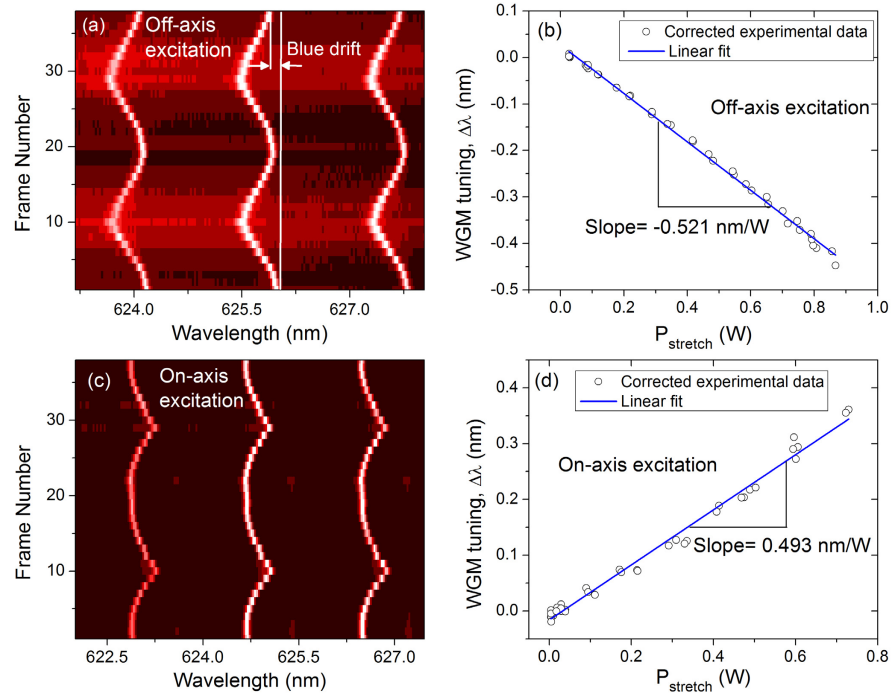 (a)
Off-axis
excitation
Blue drift
Frame Number
30
20
10
624.0
625.5
627.0
Wavelength (nm)
(b)
Corrected experimental data
Linear fit
Off-axis excitation
Slope= -0.521 nm/W
WGM tuning, Δλ (nm)
0.1
0.0
-0.1
-0.2
-0.3
-0.4
-0.5
0.0
0.2
0.4
0.6
0.8
1.0
P_stretch (W)
(c)
On-axis
excitation
Frame Number
30
20
10
622.5
624.0
625.5
627.0
Wavelength (nm)
(d)
Corrected experimental data
Linear fit
On-axis excitation
Slope= 0.493 nm/W
WGM tuning, Δλ (nm)
0.4
0.3
0.2
0.1
0.0
0.0
0.2
0.4
0.6
0.8
P_stretch (W)